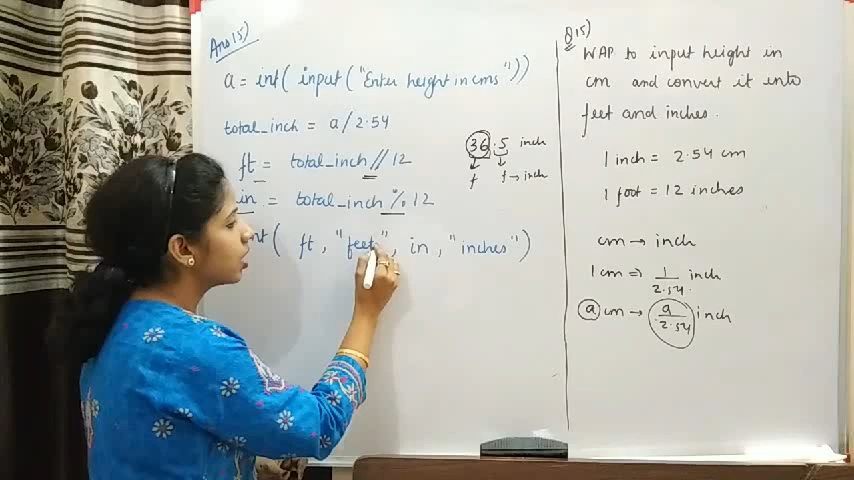 Ans 15)
a = int( input( "Enter height in cms" ))
total_inch = a / 2.54
ft = total_inch // 12
in = total_inch % 12
nt( ft, "feet", in, "inches" )
36.5 inch
f f → inch
Q 15)
WAP to input height in
cm and convert it into
feet and inches.
1 inch = 2.54 cm
1 foot = 12 inches
cm → inch
1 cm ⇒ 1/2.54 inch
a cm → a/2.54 inch